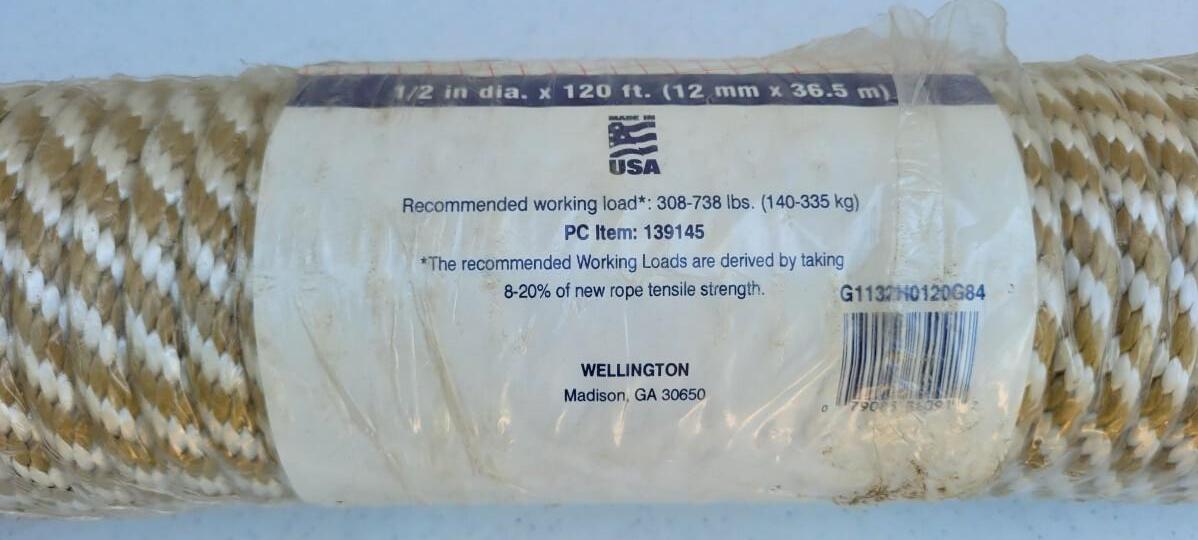 1/2 in dia. x 120 ft. (12 mm x 36.5 m)
MADE IN
USA
Recommended working load*: 308-738 lbs. (140-335 kg)
PC Item: 139145
*The recommended Working Loads are derived by taking
8-20% of new rope tensile strength.
G1132H0120G84
WELLINGTON
Madison, GA 30650
0